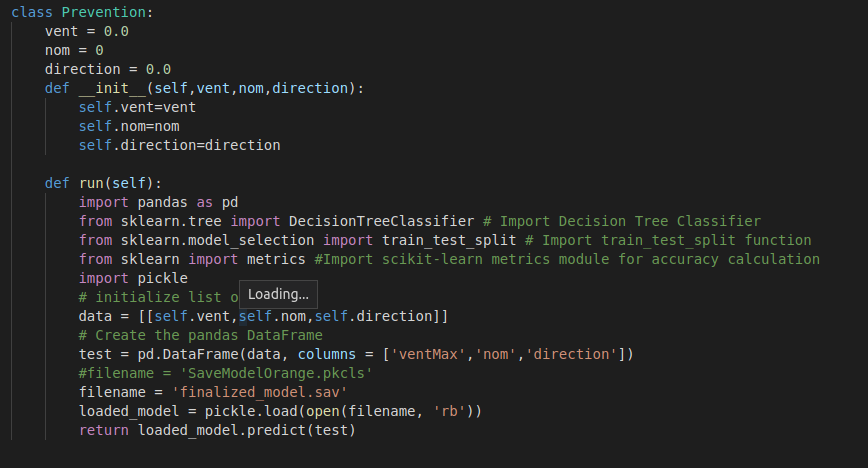 class Prevention:
    vent = 0.0
    nom = 0
    direction = 0.0
    def __init__(self,vent,nom,direction):
        self.vent=vent
        self.nom=nom
        self.direction=direction
    def run(self):
        import pandas as pd
        from sklearn.tree import DecisionTreeClassifier # Import Decision Tree Classifier
        from sklearn.model_selection import train_test_split # Import train_test_split function
        from sklearn import metrics #Import scikit-learn metrics module for accuracy calculation
        import pickle
        # initialize list o
Loading...
        data = [[self.vent,self.nom,self.direction]]
        # Create the pandas DataFrame
        test = pd.DataFrame(data, columns = ['ventMax','nom','direction'])
        #filename = 'SaveModelOrange.pkcls'
        filename = 'finalized_model.sav'
        loaded_model = pickle.load(open(filename, 'rb'))
        return loaded_model.predict(test)